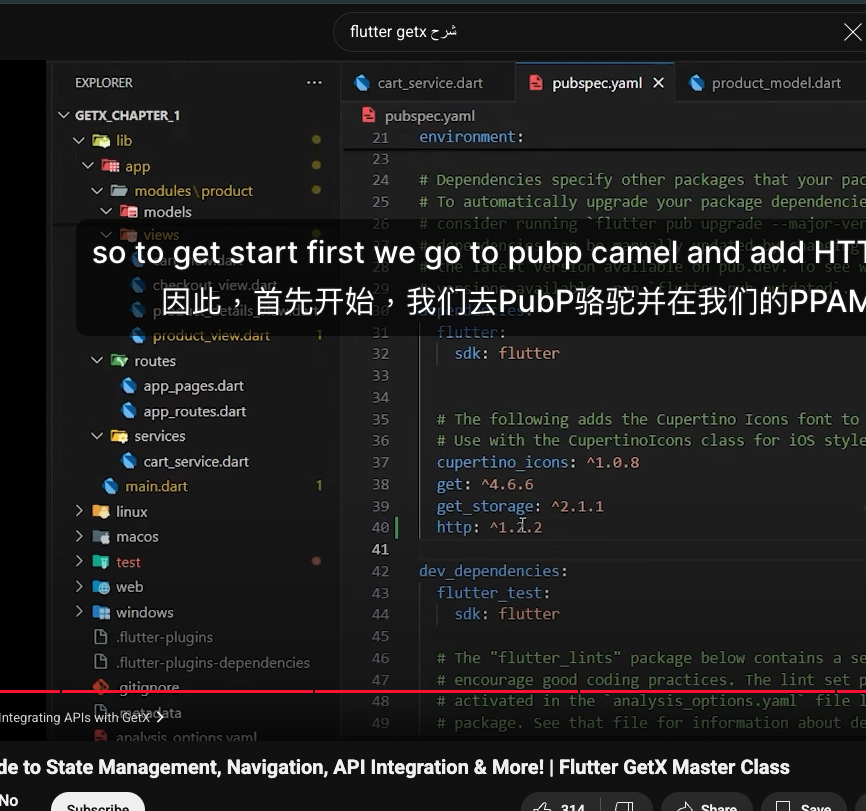 flutter getx شرح
EXPLORER
GETX_CHAPTER_1
lib
app
modules\product
models
views
checkout_view.dart
product_view.dart 1
routes
app_pages.dart
app_routes.dart
services
cart_service.dart
main.dart 1
linux
macos
test
web
windows
.flutter-plugins
.flutter-plugins-dependencies
.gitignore
.metadata
analysis_options.yaml
cart_service.dart pubspec.yaml product_model.dart
pubspec.yaml
21 environment:
23
24 # Dependencies specify other packages that your pac
25 # To automatically upgrade your package dependencie
26 # consider running `flutter pub upgrade --major-ver
so to get start first we go to pubp camel and add HTT
因此，首先开始，我们去PubP骆驼并在我们的PPAM
flutter:
32 sdk: flutter
33
34
35 # The following adds the Cupertino Icons font to
36 # Use with the CupertinoIcons class for iOS style
37 cupertino_icons: ^1.0.8
38 get: ^4.6.6
39 get_storage: ^2.1.1
40 http: ^1.2.2
41
42 dev_dependencies:
43 flutter_test:
44 sdk: flutter
45
46 # The "flutter_lints" package below contains a se
47 # encourage good coding practices. The lint set p
48 # activated in the `analysis_options.yaml` file l
49 # package. See that file for information about de
Integrating APIs with GetX
de to State Management, Navigation, API Integration & More! | Flutter GetX Master Class
No
Subscribe
314
Share
Save